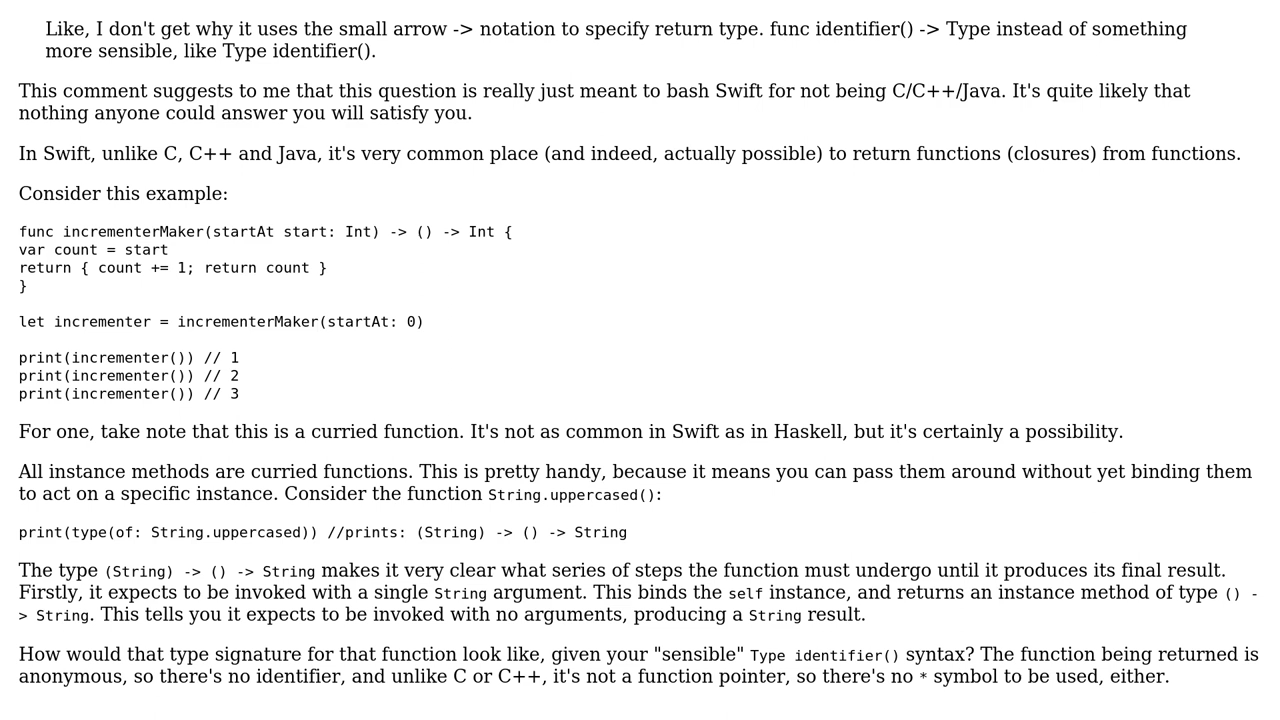 Like, I don't get why it uses the small arrow -> notation to specify return type. func identifier() -> Type instead of something
more sensible, like Type identifier().
This comment suggests to me that this question is really just meant to bash Swift for not being C/C++/Java. It's quite likely that
nothing anyone could answer you will satisfy you.
In Swift, unlike C, C++ and Java, it's very common place (and indeed, actually possible) to return functions (closures) from functions.
Consider this example:
func incrementerMaker(startAt start: Int) -> () -> Int {
var count = start
return { count += 1; return count }
}
let incrementer = incrementerMaker(startAt: 0)
print(incrementer()) // 1
print(incrementer()) // 2
print(incrementer()) // 3
For one, take note that this is a curried function. It's not as common in Swift as in Haskell, but it's certainly a possibility.
All instance methods are curried functions. This is pretty handy, because it means you can pass them around without yet binding them
to act on a specific instance. Consider the function String.uppercased():
print(type(of: String.uppercased)) //prints: (String) -> () -> String
The type (String) -> () -> String makes it very clear what series of steps the function must undergo until it produces its final result.
Firstly, it expects to be invoked with a single String argument. This binds the self instance, and returns an instance method of type () -
> String. This tells you it expects to be invoked with no arguments, producing a String result.
How would that type signature for that function look like, given your "sensible" Type identifier() syntax? The function being returned is
anonymous, so there's no identifier, and unlike C or C++, it's not a function pointer, so there's no * symbol to be used, either.